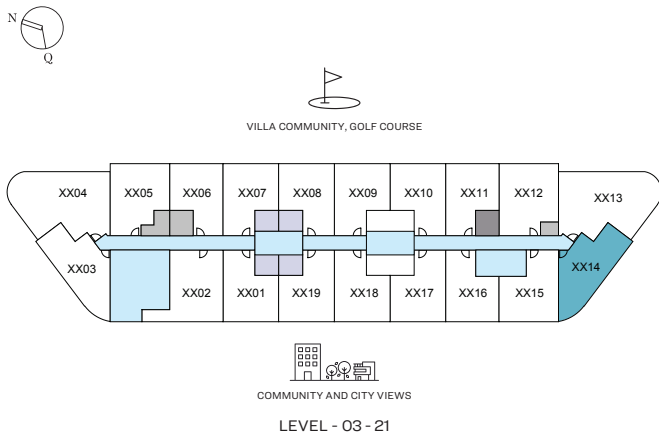 N
Q
VILLA COMMUNITY, GOLF COURSE
XX04 XX05 XX06 XX07 XX08 XX09 XX10 XX11 XX12 XX13
XX03 XX14
XX02 XX01 XX19 XX18 XX17 XX16 XX15
COMMUNITY AND CITY VIEWS
LEVEL - 03 - 21